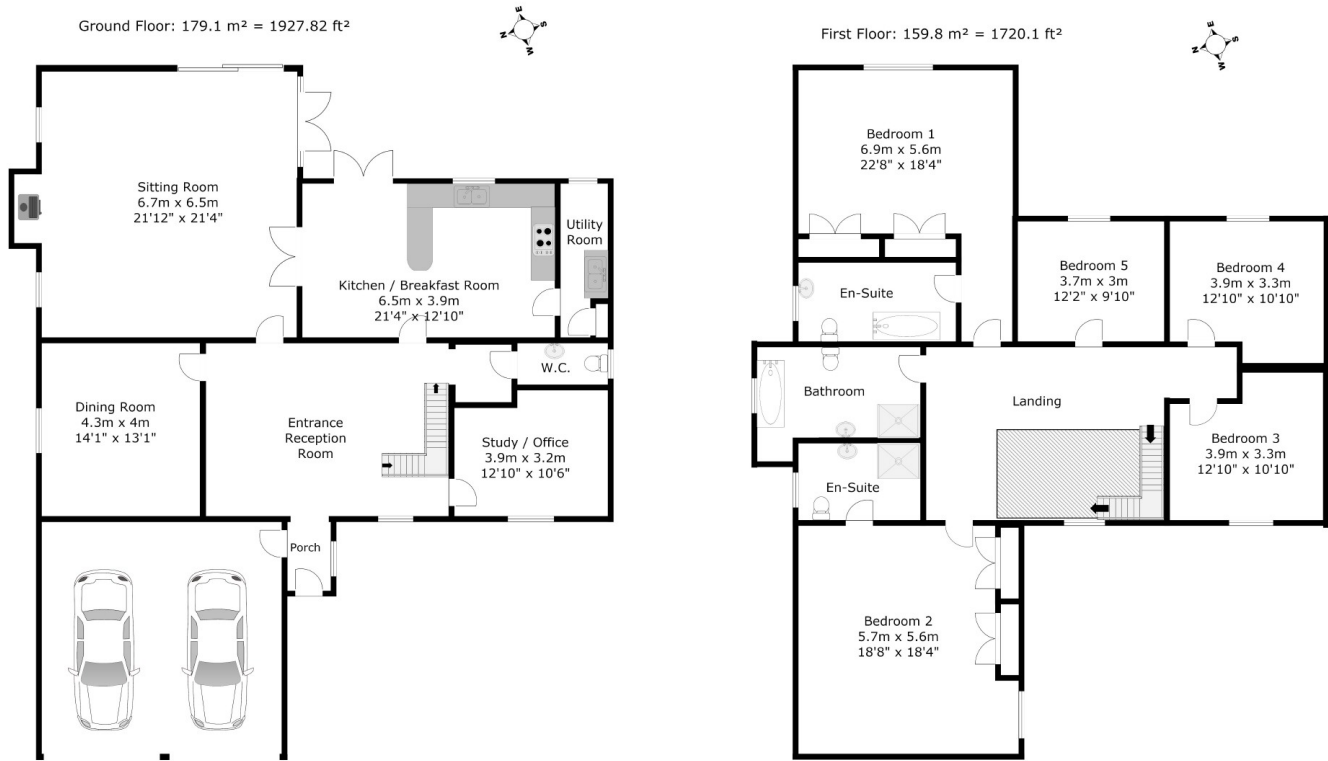 Ground Floor: 179.1 m² = 1927.82 ft²
E
S
N
W
Sitting Room
6.7m x 6.5m
21'12" x 21'4"
Utility
Room
Kitchen / Breakfast Room
6.5m x 3.9m
21'4" x 12'10"
W.C.
Dining Room
4.3m x 4m
14'1" x 13'1"
Entrance
Reception
Room
Study / Office
3.9m x 3.2m
12'10" x 10'6"
Porch
First Floor: 159.8 m² = 1720.1 ft²
E
S
N
W
Bedroom 1
6.9m x 5.6m
22'8" x 18'4"
En-Suite
Bedroom 5
3.7m x 3m
12'2" x 9'10"
Bedroom 4
3.9m x 3.3m
12'10" x 10'10"
Bathroom
Landing
Bedroom 3
3.9m x 3.3m
12'10" x 10'10"
En-Suite
Bedroom 2
5.7m x 5.6m
18'8" x 18'4"